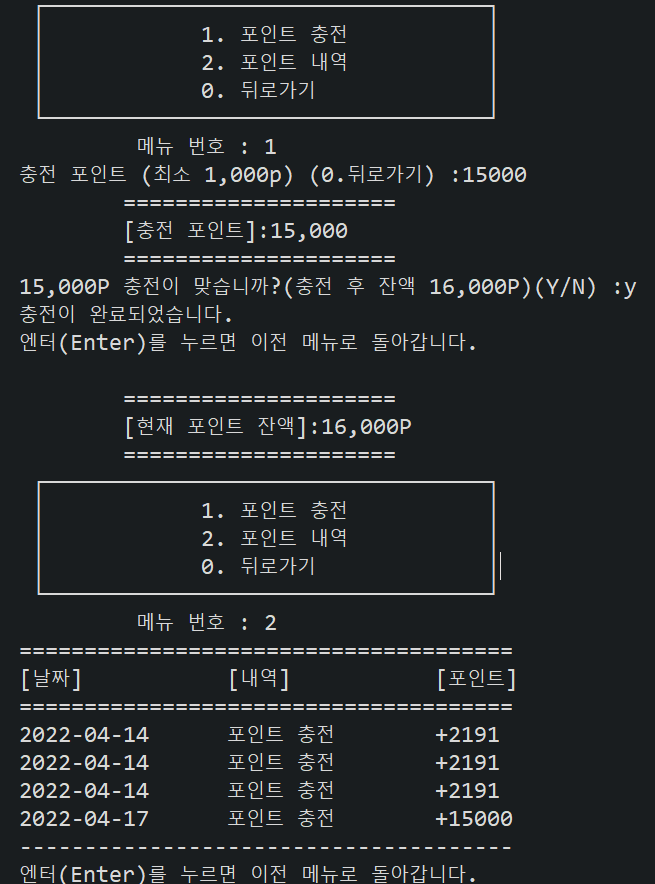 1. 포인트 충전
2. 포인트 내역
0. 뒤로가기
메뉴 번호 : 1
충전 포인트 (최소 1,000p) (0.뒤로가기) :15000
=====================
[충전 포인트]:15,000
=====================
15,000P 충전이 맞습니까?(충전 후 잔액 16,000P)(Y/N) :y
충전이 완료되었습니다.
엔터(Enter)를 누르면 이전 메뉴로 돌아갑니다.
=====================
[현재 포인트 잔액]:16,000P
=====================
1. 포인트 충전
2. 포인트 내역
0. 뒤로가기
메뉴 번호 : 2
======================================
[날짜] [내역] [포인트]
======================================
2022-04-14 포인트 충전 +2191
2022-04-14 포인트 충전 +2191
2022-04-14 포인트 충전 +2191
2022-04-17 포인트 충전 +15000
--------------------------------------
엔터(Enter)를 누르면 이전 메뉴로 돌아갑니다.